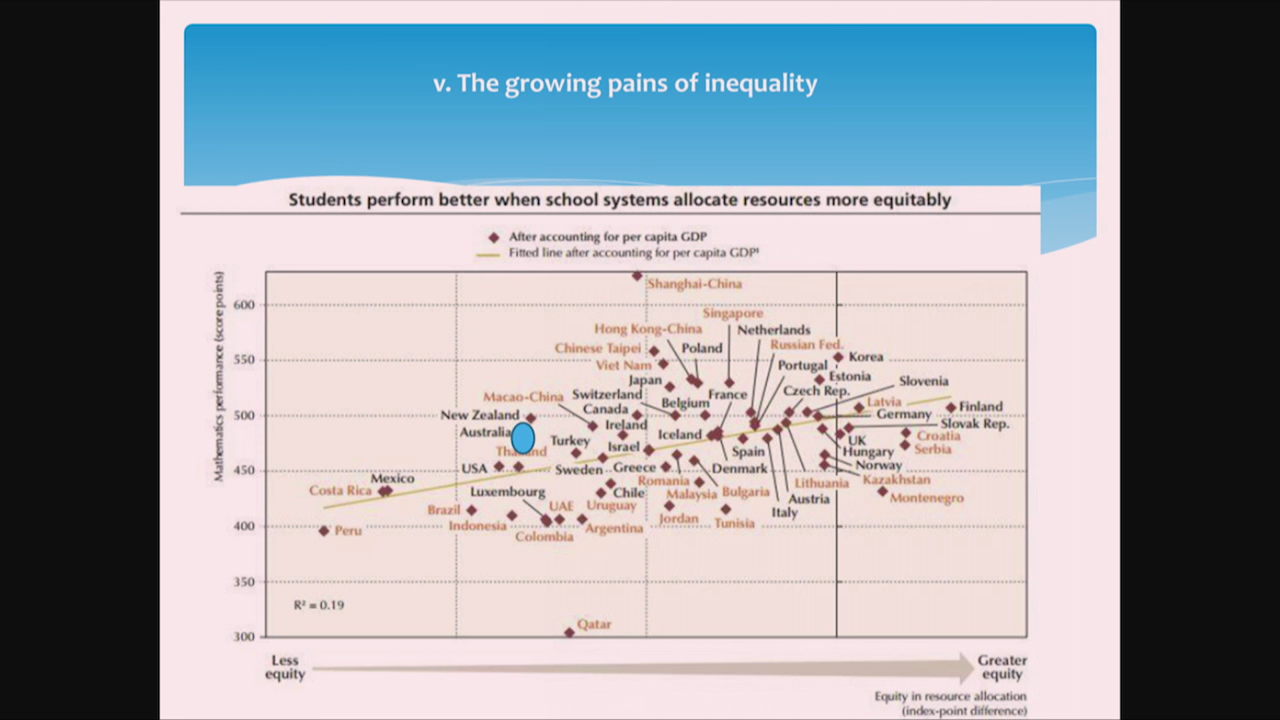 v. The growing pains of inequality
Students perform better when school systems allocate resources more equitably
After accounting for per capita GDP
Fitted line after accounting for per capita GDP¹
Mathematics performance (score points)
600
550
500
450
400
350
300
Shanghai-China
Singapore
Hong Kong-China
Netherlands
Chinese Taipei
Poland
Russian Fed.
Korea
Viet Nam
Portugal
Japan
Estonia
Slovenia
Macao-China
Switzerland
France
Czech Rep.
Canada
Belgium
Latvia
Finland
New Zealand
Germany
Ireland
Slovak Rep.
Australia
Turkey
Iceland
Croatia
Israel
UK
Thailand
Spain
Hungary
Serbia
USA
Sweden
Greece
Denmark
Norway
Mexico
Romania
Lithuania
Kazakhstan
Costa Rica
Luxembourg
Chile
Malaysia
Bulgaria
Austria
Montenegro
Brazil
UAE
Uruguay
Italy
Indonesia
Argentina
Jordan
Tunisia
Peru
Colombia
R² = 0.19
Qatar
Less
equity
Greater
equity
Equity in resource allocation
(index-point difference)